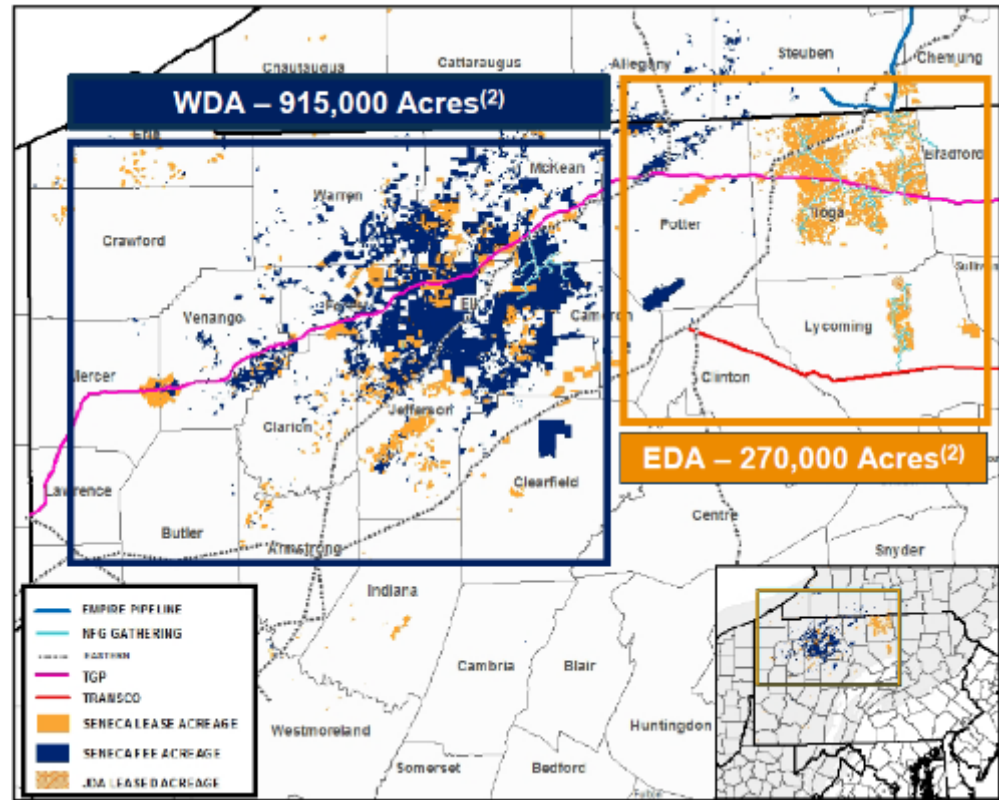 Steuben
Chemung
Allegany
Chautauqua
Cattaraugus
WDA – 915,000 Acres(2)
Erie
McKean
Bradford
Warren
Tioga
Potter
Crawford
Sullivan
Forest
Elk
Cameron
Venango
Lycoming
Mercer
Clinton
Jefferson
Clarion
EDA – 270,000 Acres(2)
Clearfield
Lawrence
Centre
Butler
Armstrong
Snyder
Indiana
EMPIRE PIPELINE
NFG GATHERING
EASTERN
TGP
TRANSCO
SENECA LEASE ACREAGE
SENECA FEE ACREAGE
JDA LEASED ACREAGE
Cambria
Blair
Huntingdon
Westmoreland
Somerset
Bedford
Fulton